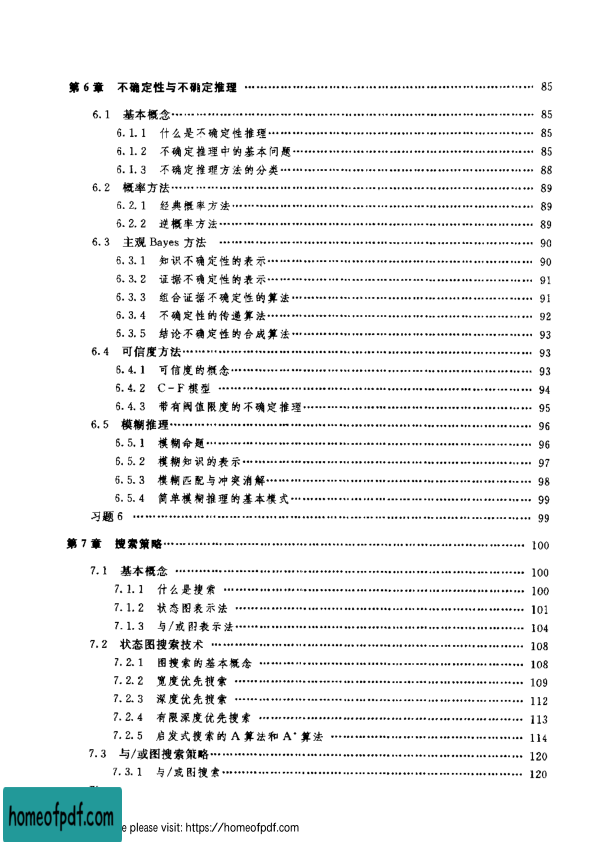 第6章 不确定性与不确定推理 …… 85
6.1 基本概念 …… 85
6.1.1 什么是不确定性推理 …… 85
6.1.2 不确定推理中的基本问题 …… 85
6.1.3 不确定推理方法的分类 …… 88
6.2 概率方法 …… 89
6.2.1 经典概率方法 …… 89
6.2.2 逆概率方法 …… 89
6.3 主观 Bayes 方法 …… 90
6.3.1 知识不确定性的表示 …… 90
6.3.2 证据不确定性的表示 …… 91
6.3.3 组合证据不确定性的算法 …… 91
6.3.4 不确定性的传递算法 …… 92
6.3.5 结论不确定性的合成算法 …… 93
6.4 可信度方法 …… 93
6.4.1 可信度的概念 …… 93
6.4.2 C-F 模型 …… 94
6.4.3 带有阀值限度的不确定推理 …… 95
6.5 模糊推理 …… 96
6.5.1 模糊命题 …… 96
6.5.2 模糊知识的表示 …… 97
6.5.3 模糊匹配与冲突消解 …… 98
6.5.4 简单模糊推理的基本模式 …… 99
习题6 …… 99
第7章 搜索策略 …… 100
7.1 基本概念 …… 100
7.1.1 什么是搜索 …… 100
7.1.2 状态图表示法 …… 101
7.1.3 与/或图表示法 …… 104
7.2 状态图搜索技术 …… 108
7.2.1 图搜索的基本概念 …… 108
7.2.2 宽度优先搜索 …… 109
7.2.3 深度优先搜索 …… 112
7.2.4 有限深度优先搜索 …… 113
7.2.5 启发式搜索的 A 算法和 A* 算法 …… 114
7.3 与/或图搜索策略 …… 120
7.3.1 与/或图搜索 …… 120
homeofpdf.com
e please visit: https://homeofpdf.com